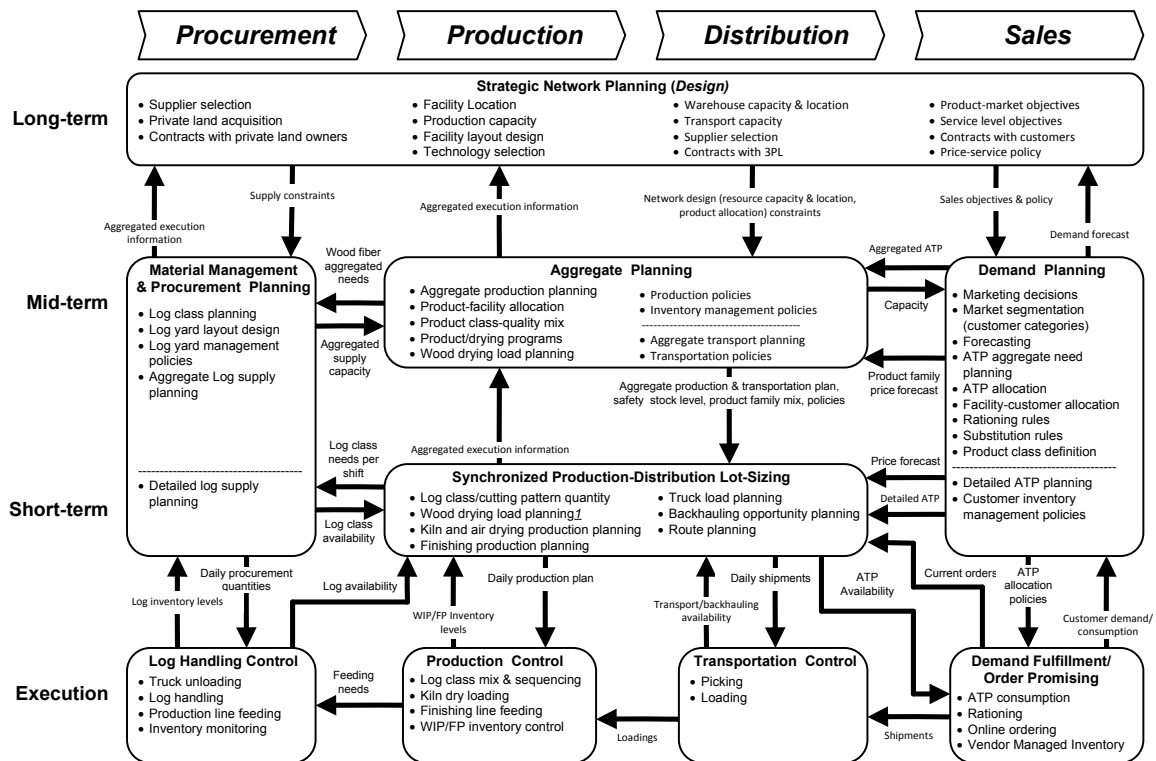 Procurement
Production
Distribution
Sales
Long-term
Strategic Network Planning (Design)
• Supplier selection
• Private land acquisition
• Contracts with private land owners
• Facility Location
• Production capacity
• Facility layout design
• Technology selection
• Warehouse capacity & location
• Transport capacity
• Supplier selection
• Contracts with 3PL
• Product-market objectives
• Service level objectives
• Contracts with customers
• Price-service policy
Aggregated execution
information
Supply constraints
Aggregated execution information
Network design (resource capacity & location,
product allocation) constraints
Sales objectives & policy
Demand forecast
Mid-term
Material Management
& Procurement Planning
• Log class planning
• Log yard layout design
• Log yard management
policies
• Aggregate Log supply
planning
Wood fiber
aggregated
needs
Aggregated
supply
capacity
Aggregate Planning
• Aggregate production planning
• Product-facility allocation
• Product class-quality mix
• Product/drying programs
• Wood drying load planning
• Production policies
• Inventory management policies
• Aggregate transport planning
• Transportation policies
Aggregated ATP
Capacity
Product family
price forecast
Demand Planning
• Marketing decisions
• Market segmentation
(customer categories)
• Forecasting
• ATP aggregate need
planning
• ATP allocation
• Facility-customer allocation
• Rationing rules
• Substitution rules
• Product class definition
Aggregated execution information
Aggregate production & transportation plan,
safety stock level, product family mix, policies
Short-term
• Detailed log supply
planning
Log class
needs per
shift
Log class
availability
Synchronized Production-Distribution Lot-Sizing
• Log class/cutting pattern quantity
• Wood drying load planning1
• Kiln and air drying production planning
• Finishing production planning
• Truck load planning
• Backhauling opportunity planning
• Route planning
Price forecast
Detailed ATP
• Detailed ATP planning
• Customer inventory
management policies
Log inventory levels
Daily procurement
quantities
Log availability
WIP/FP Inventory
levels
Daily production plan
Transport/backhauling
availability
Daily shipments
ATP
Availability
Current orders
ATP
allocation
policies
Customer demand/
consumption
Execution
Log Handling Control
• Truck unloading
• Log handling
• Production line feeding
• Inventory monitoring
Feeding
needs
Production Control
• Log class mix & sequencing
• Kiln dry loading
• Finishing line feeding
• WIP/FP inventory control
Loadings
Transportation Control
• Picking
• Loading
Shipments
Demand Fulfillment/
Order Promising
• ATP consumption
• Rationing
• Online ordering
• Vendor Managed Inventory